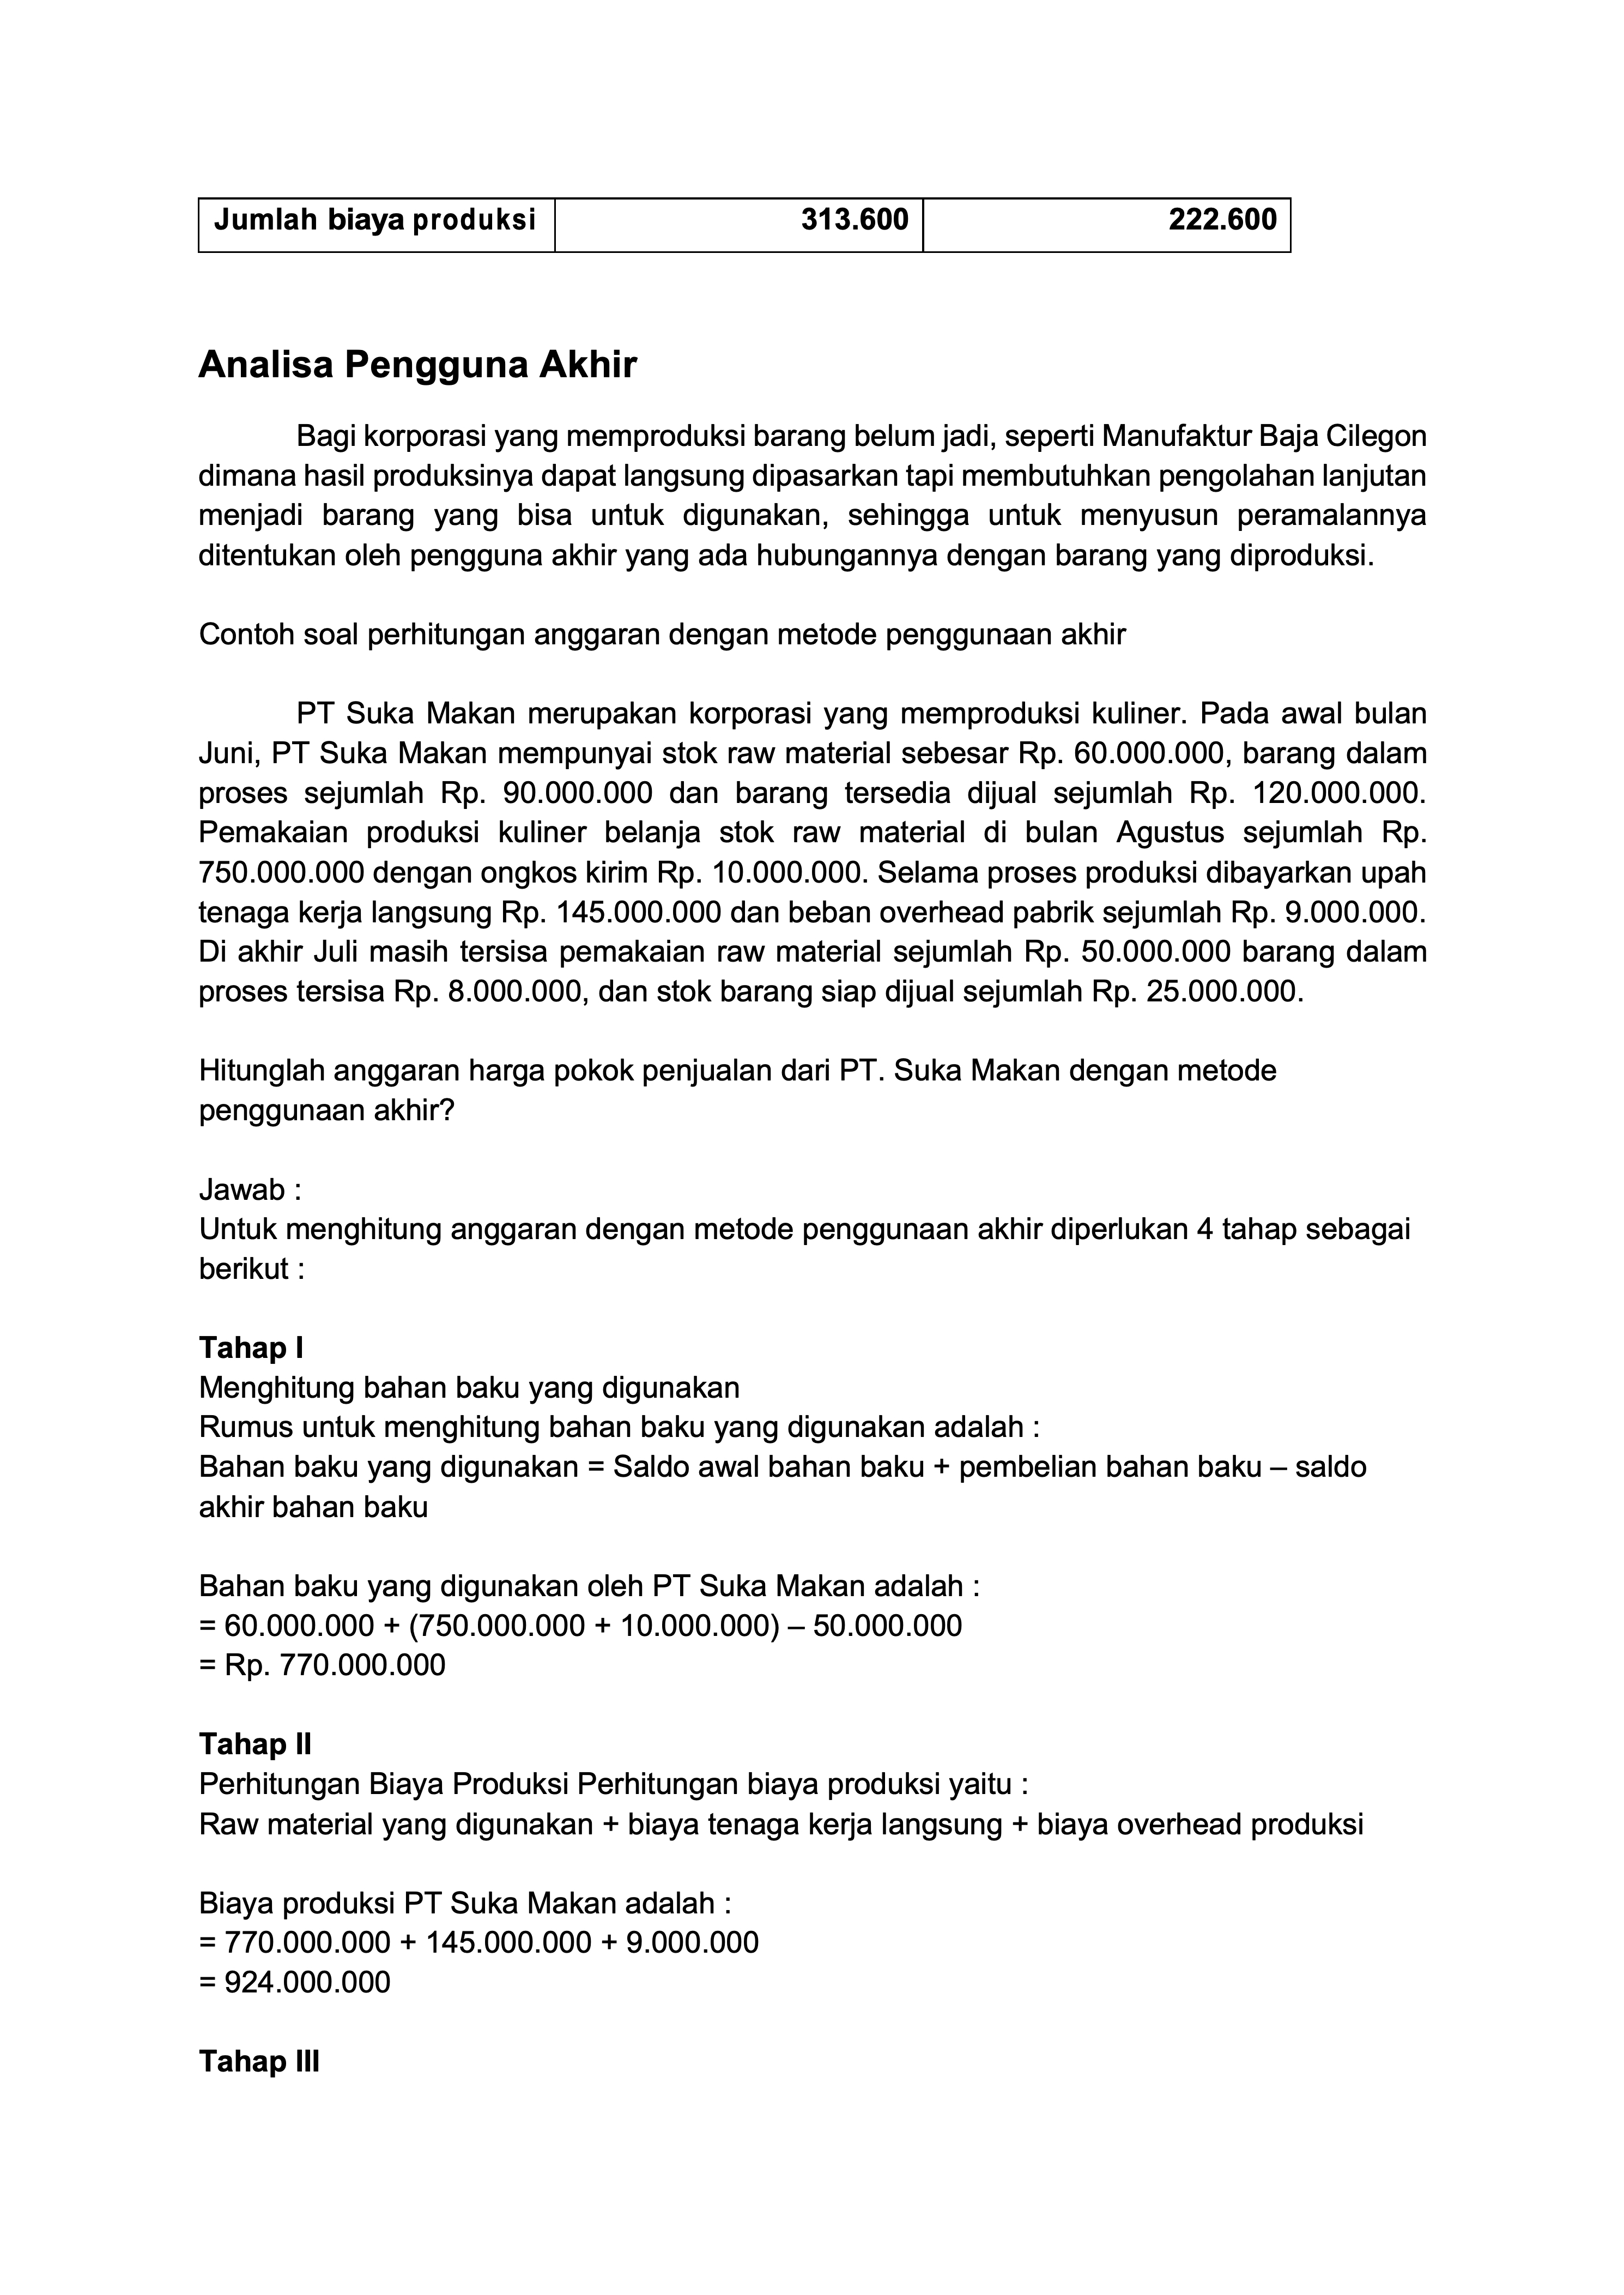 Jumlah biaya produksi 313.600 222.600
Analisa Pengguna Akhir
Bagi korporasi yang memproduksi barang belum jadi, seperti Manufaktur Baja Cilegon
dimana hasil produksinya dapat langsung dipasarkan tapi membutuhkan pengolahan lanjutan
menjadi barang yang bisa untuk digunakan, sehingga untuk menyusun peramalannya
ditentukan oleh pengguna akhir yang ada hubungannya dengan barang yang diproduksi.
Contoh soal perhitungan anggaran dengan metode penggunaan akhir
PT Suka Makan merupakan korporasi yang memproduksi kuliner. Pada awal bulan
Juni, PT Suka Makan mempunyai stok raw material sebesar Rp. 60.000.000, barang dalam
proses sejumlah Rp. 90.000.000 dan barang tersedia dijual sejumlah Rp. 120.000.000.
Pemakaian produksi kuliner belanja stok raw material di bulan Agustus sejumlah Rp.
750.000.000 dengan ongkos kirim Rp. 10.000.000. Selama proses produksi dibayarkan upah
tenaga kerja langsung Rp. 145.000.000 dan beban overhead pabrik sejumlah Rp. 9.000.000.
Di akhir Juli masih tersisa pemakaian raw material sejumlah Rp. 50.000.000 barang dalam
proses tersisa Rp. 8.000.000, dan stok barang siap dijual sejumlah Rp. 25.000.000.
Hitunglah anggaran harga pokok penjualan dari PT. Suka Makan dengan metode
penggunaan akhir?
Jawab :
Untuk menghitung anggaran dengan metode penggunaan akhir diperlukan 4 tahap sebagai
berikut :
Tahap I
Menghitung bahan baku yang digunakan
Rumus untuk menghitung bahan baku yang digunakan adalah :
Bahan baku yang digunakan = Saldo awal bahan baku + pembelian bahan baku – saldo
akhir bahan baku
Bahan baku yang digunakan oleh PT Suka Makan adalah :
= 60.000.000 + (750.000.000 + 10.000.000) – 50.000.000
= Rp. 770.000.000
Tahap II
Perhitungan Biaya Produksi Perhitungan biaya produksi yaitu :
Raw material yang digunakan + biaya tenaga kerja langsung + biaya overhead produksi
Biaya produksi PT Suka Makan adalah :
= 770.000.000 + 145.000.000 + 9.000.000
= 924.000.000
Tahap III